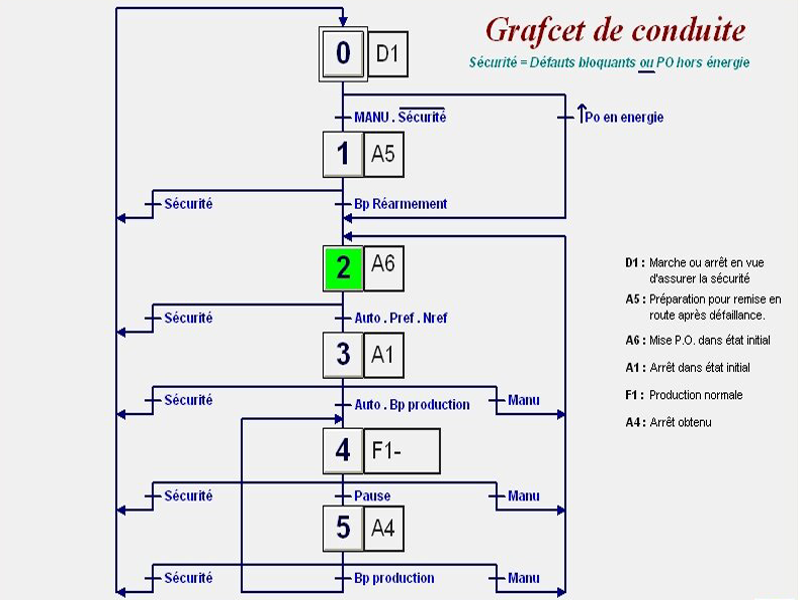 Grafcet de conduite
Sécurité = Défauts bloquants ou PO hors énergie
0 D1
MANU . Sécurité
↑Po en energie
1 A5
Sécurité
Bp Réarmement
2 A6
Sécurité
Auto . Pref . Nref
3 A1
Sécurité
Auto . Bp production
Manu
4 F1-
Sécurité
Pause
Manu
5 A4
Sécurité
Bp production
Manu
D1 : Marche ou arrêt en vue
d'assurer la sécurité
A5 : Préparation pour remise en
route après défaillance.
A6 : Mise P.O. dans état initial
A1 : Arrêt dans état initial
F1 : Production normale
A4 : Arrêt obtenu